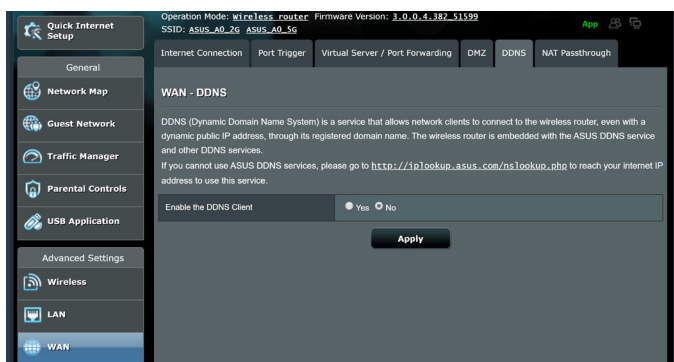 Quick Internet
Setup
General
Network Map
Guest Network
Traffic Manager
Parental Controls
USB Application
Advanced Settings
Wireless
LAN
WAN
Operation Mode: Wireless router Firmware Version: 3.0.0.4.382_51599
SSID: ASUS_A0_2G ASUS_A0_5G
App
Internet Connection Port Trigger Virtual Server / Port Forwarding DMZ DDNS NAT Passthrough
WAN - DDNS
DDNS (Dynamic Domain Name System) is a service that allows network clients to connect to the wireless router, even with a
dynamic public IP address, through its registered domain name. The wireless router is embedded with the ASUS DDNS service
and other DDNS services.
If you cannot use ASUS DDNS services, please go to http://iplookup.asus.com/nslookup.php to reach your internet IP
address to use this service.
Enable the DDNS Client Yes No
Apply